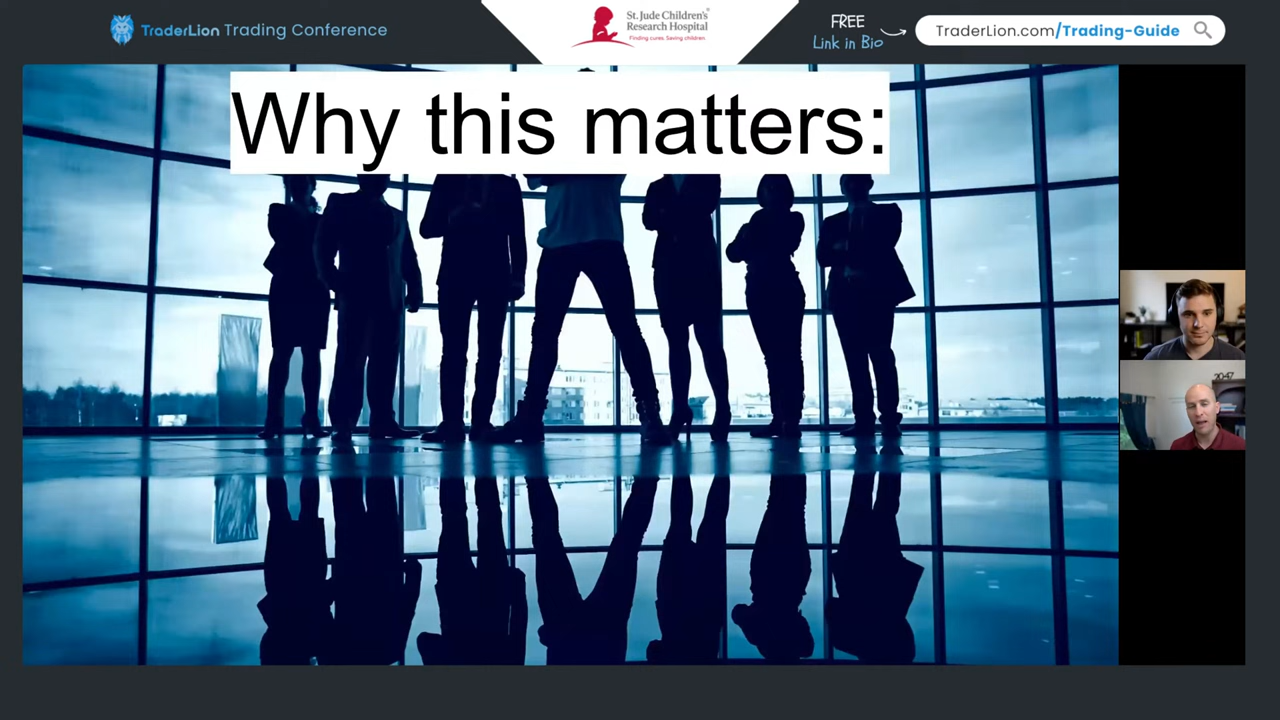 TraderLion Trading Conference
St. Jude Children's
Research Hospital
Finding cures. Saving children.
FREE
Link in Bio
TraderLion.com/Trading-Guide
Why this matters:
2047